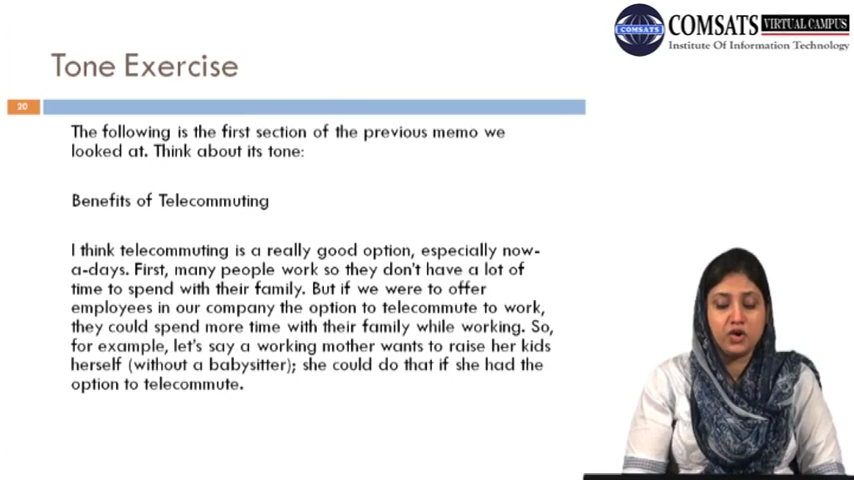 COMSATS
COMSATS VIRTUAL CAMPUS
Institute Of Information Technology
Tone Exercise
20
The following is the first section of the previous memo we
looked at. Think about its tone:
Benefits of Telecommuting
I think telecommuting is a really good option, especially now-
a-days. First, many people work so they don't have a lot of
time to spend with their family. But if we were to offer
employees in our company the option to telecommute to work,
they could spend more time with their family while working. So,
for example, let's say a working mother wants to raise her kids
herself (without a babysitter); she could do that if she had the
option to telecommute.